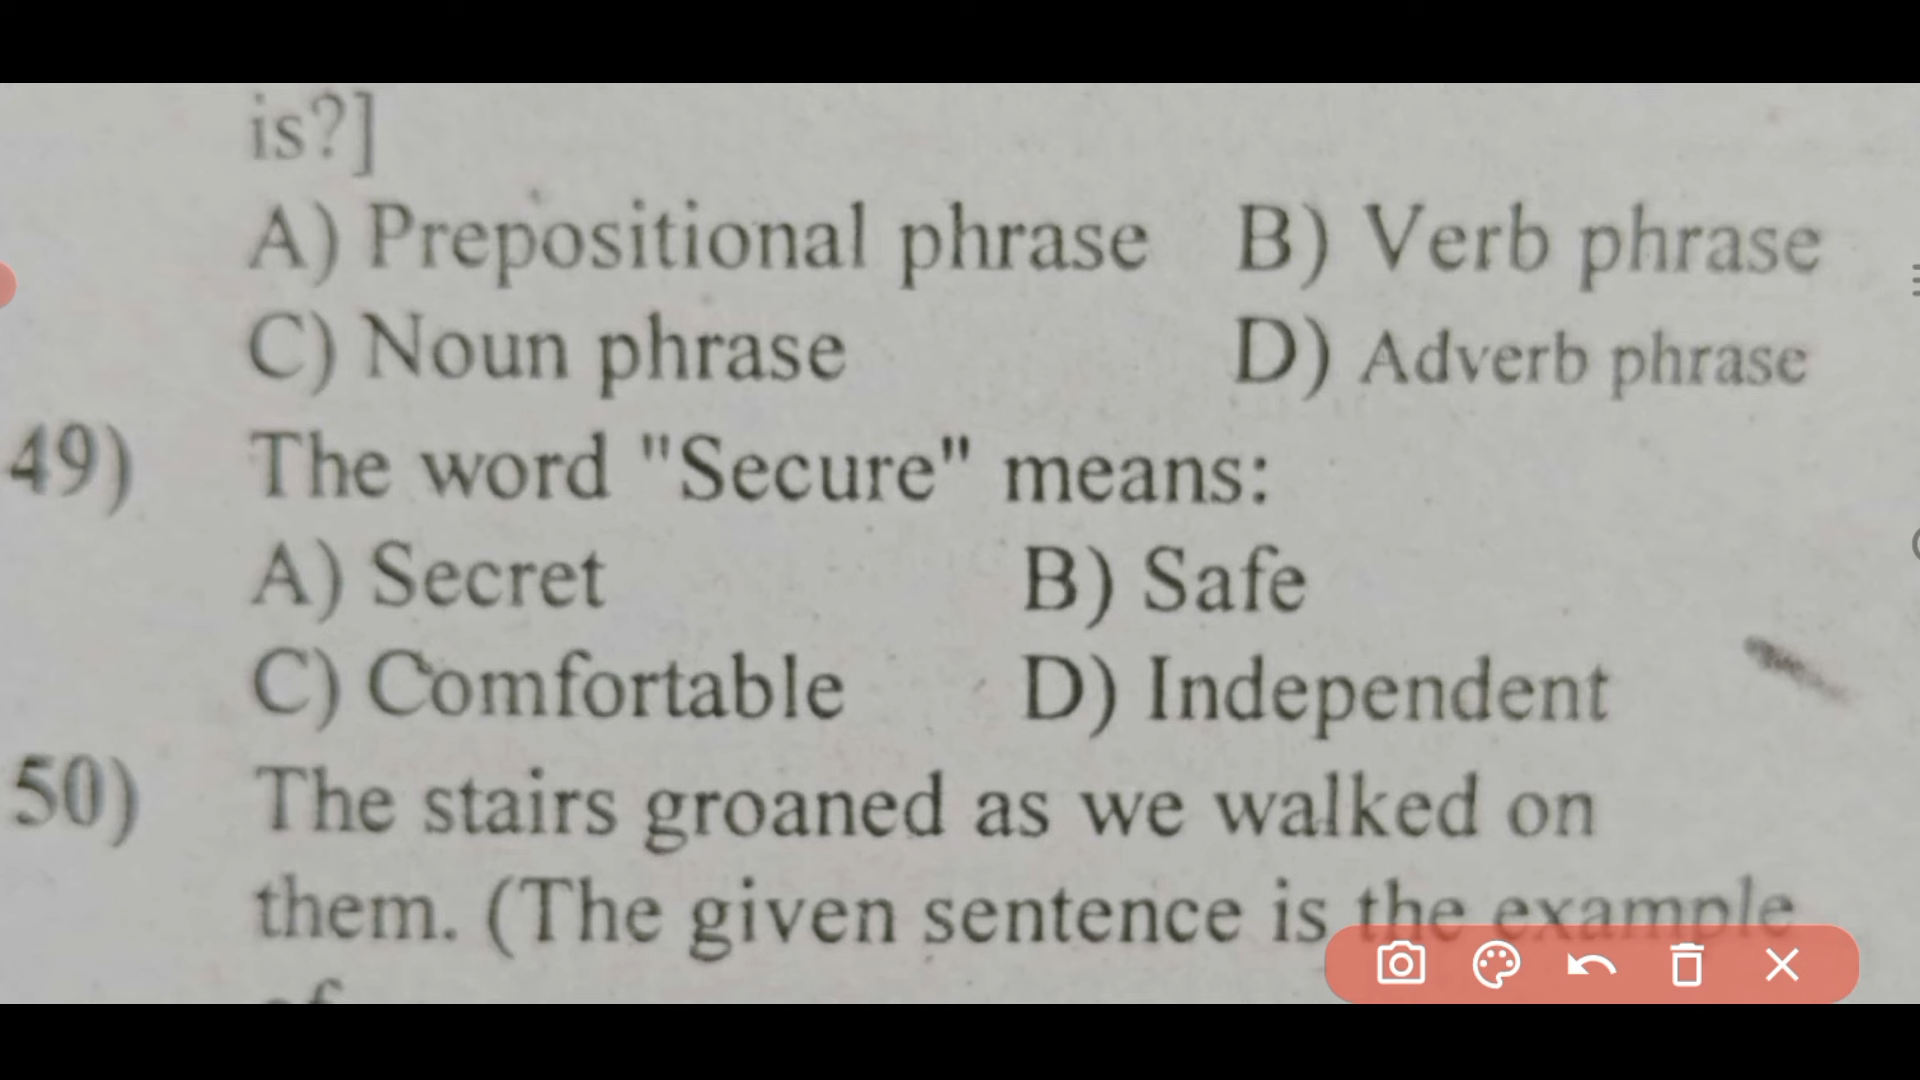 is?]
A) Prepositional phrase B) Verb phrase
C) Noun phrase D) Adverb phrase
49) The word "Secure" means:
A) Secret B) Safe
C) Comfortable D) Independent
50) The stairs groaned as we walked on
them. (The given sentence is the example
of